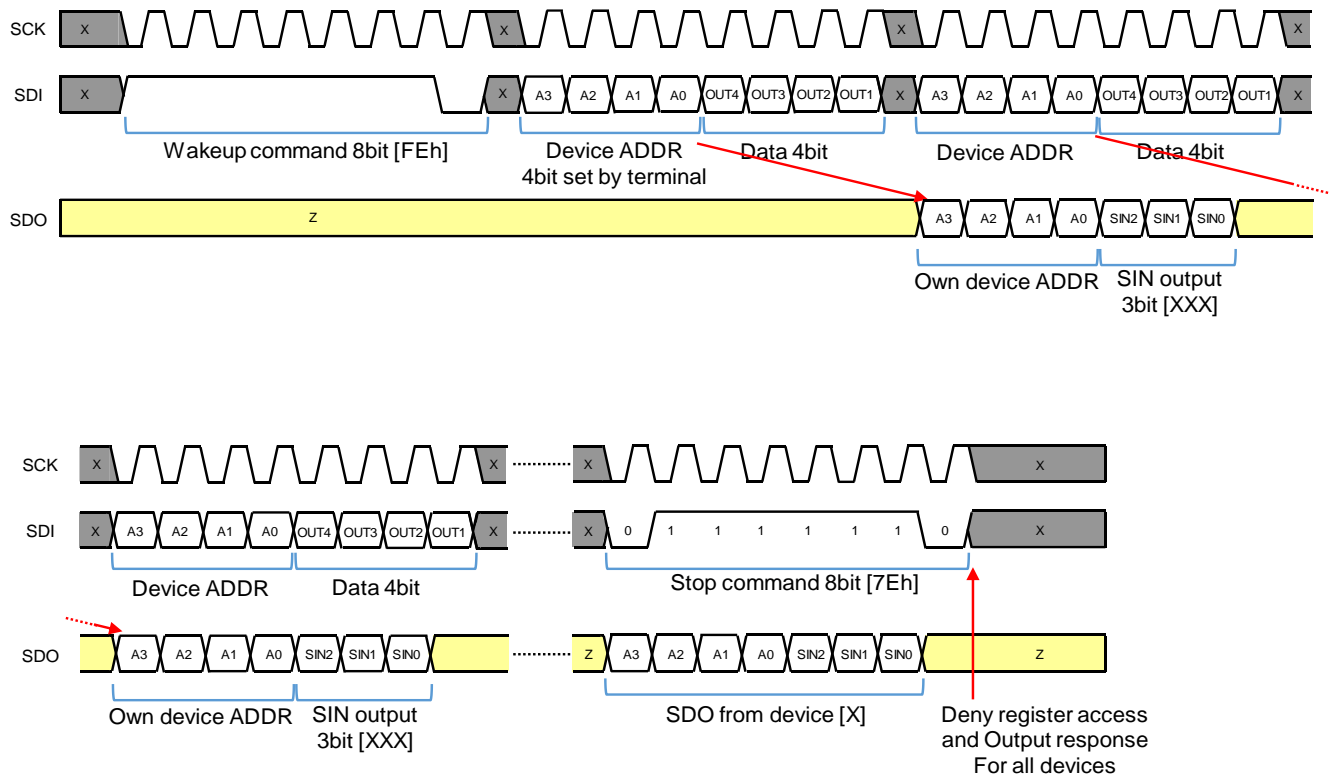 SCK X X X X
SDI X X A3 A2 A1 A0 OUT4 OUT3 OUT2 OUT1 X A3 A2 A1 A0 OUT4 OUT3 OUT2 OUT1 X
Wakeup command 8bit [FEh] Device ADDR Data 4bit Device ADDR Data 4bit
4bit set by terminal
SDO Z A3 A2 A1 A0 SIN2 SIN1 SIN0
Own device ADDR SIN output
3bit [XXX]
SCK X X X X
SDI X A3 A2 A1 A0 OUT4 OUT3 OUT2 OUT1 X X 0 1 1 1 1 1 1 0 X
Device ADDR Data 4bit Stop command 8bit [7Eh]
SDO A3 A2 A1 A0 SIN2 SIN1 SIN0 Z A3 A2 A1 A0 SIN2 SIN1 SIN0 Z
Own device ADDR SIN output SDO from device [X] Deny register access
3bit [XXX] and Output response
For all devices